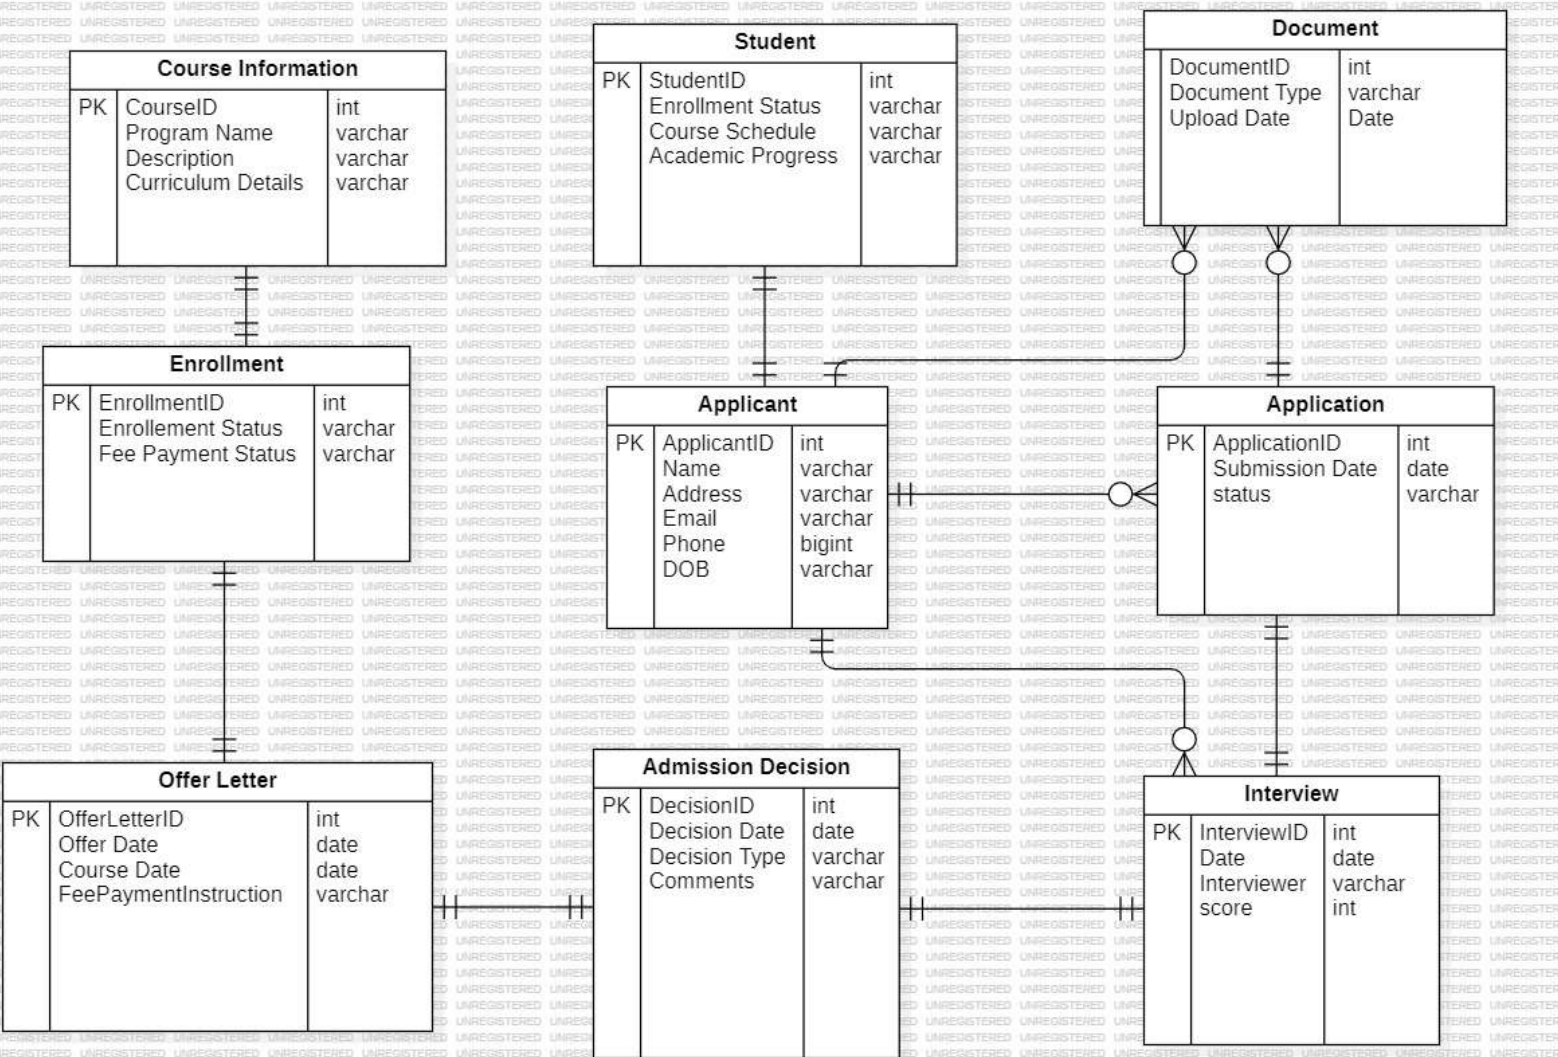 Course Information
PK CourseID int
Program Name varchar
Description varchar
Curriculum Details varchar
Student
PK StudentID int
Enrollment Status varchar
Course Schedule varchar
Academic Progress varchar
Document
DocumentID int
Document Type varchar
Upload Date Date
Enrollment
PK EnrollmentID int
Enrollement Status varchar
Fee Payment Status varchar
Applicant
PK ApplicantID int
Name varchar
Address varchar
Email varchar
Phone bigint
DOB varchar
Application
PK ApplicationID int
Submission Date date
status varchar
Offer Letter
PK OfferLetterID int
Offer Date date
Course Date date
FeePaymentInstruction varchar
Admission Decision
PK DecisionID int
Decision Date date
Decision Type varchar
Comments varchar
Interview
PK InterviewID int
Date date
Interviewer varchar
score int
UNREGISTERED